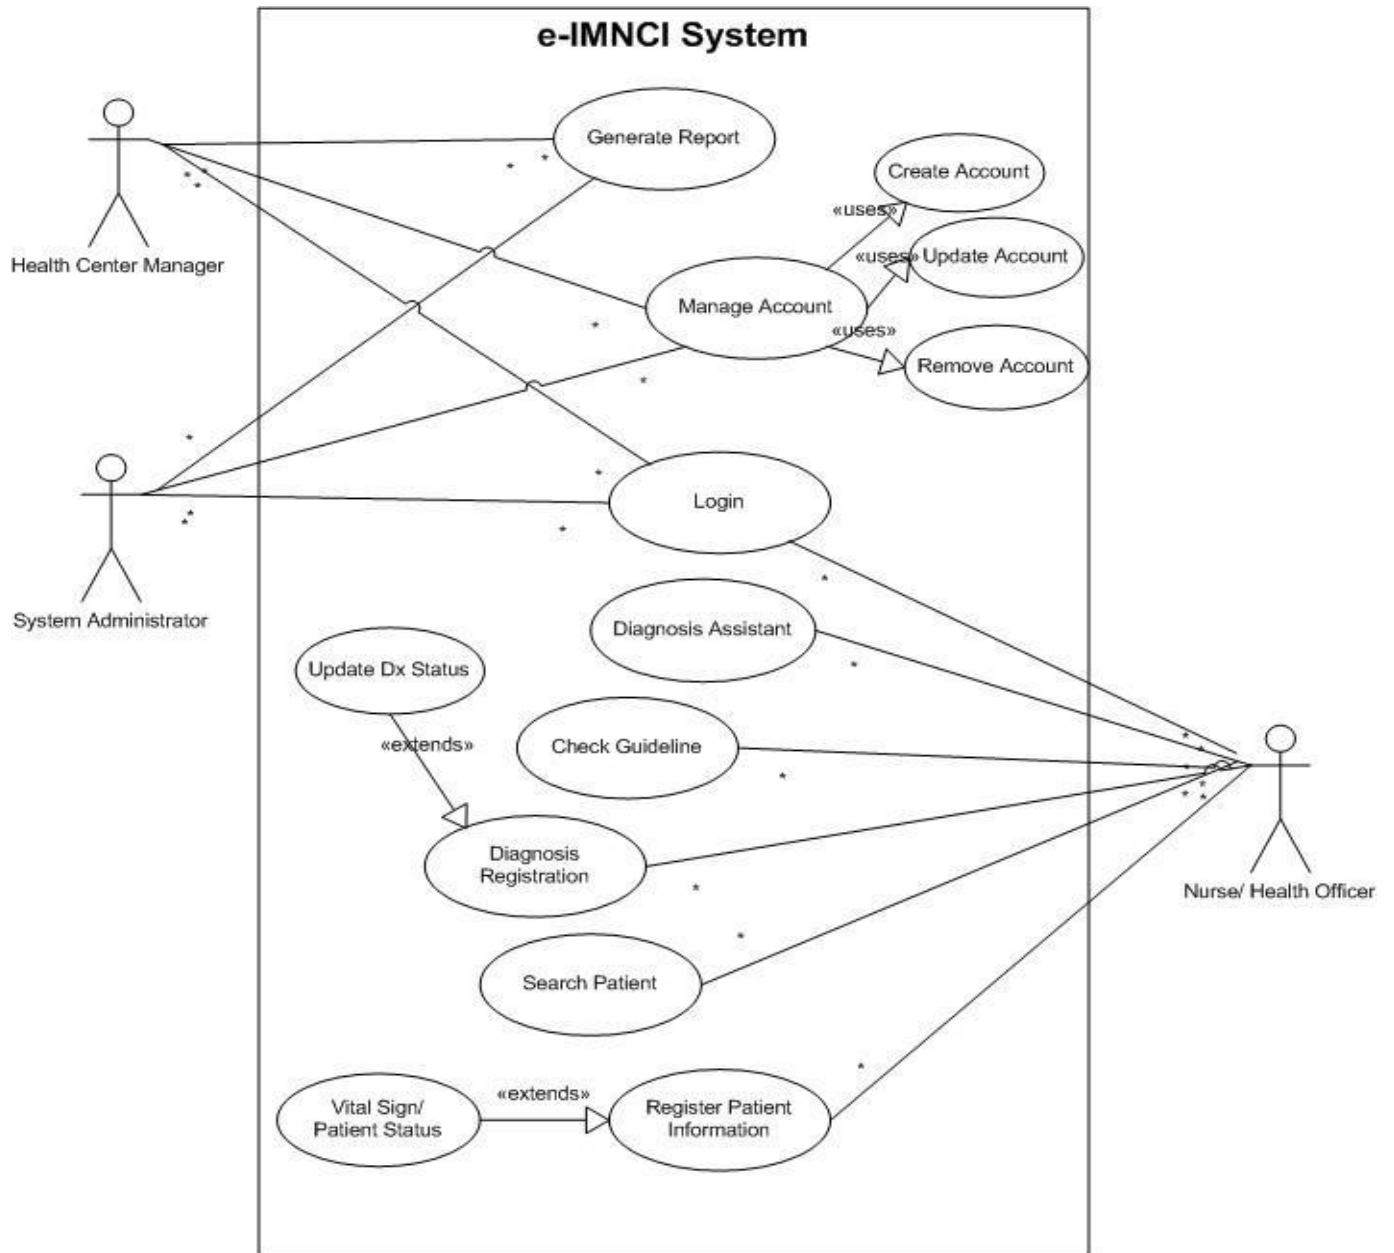 e-IMNCI System
Generate Report
Create Account
«uses»
Health Center Manager
«uses» Update Account
Manage Account
«uses»
Remove Account
Login
System Administrator
Diagnosis Assistant
Update Dx Status
«extends»
Check Guideline
Diagnosis
Registration
Nurse/ Health Officer
Search Patient
«extends»
Vital Sign/
Patient Status
Register Patient
Information